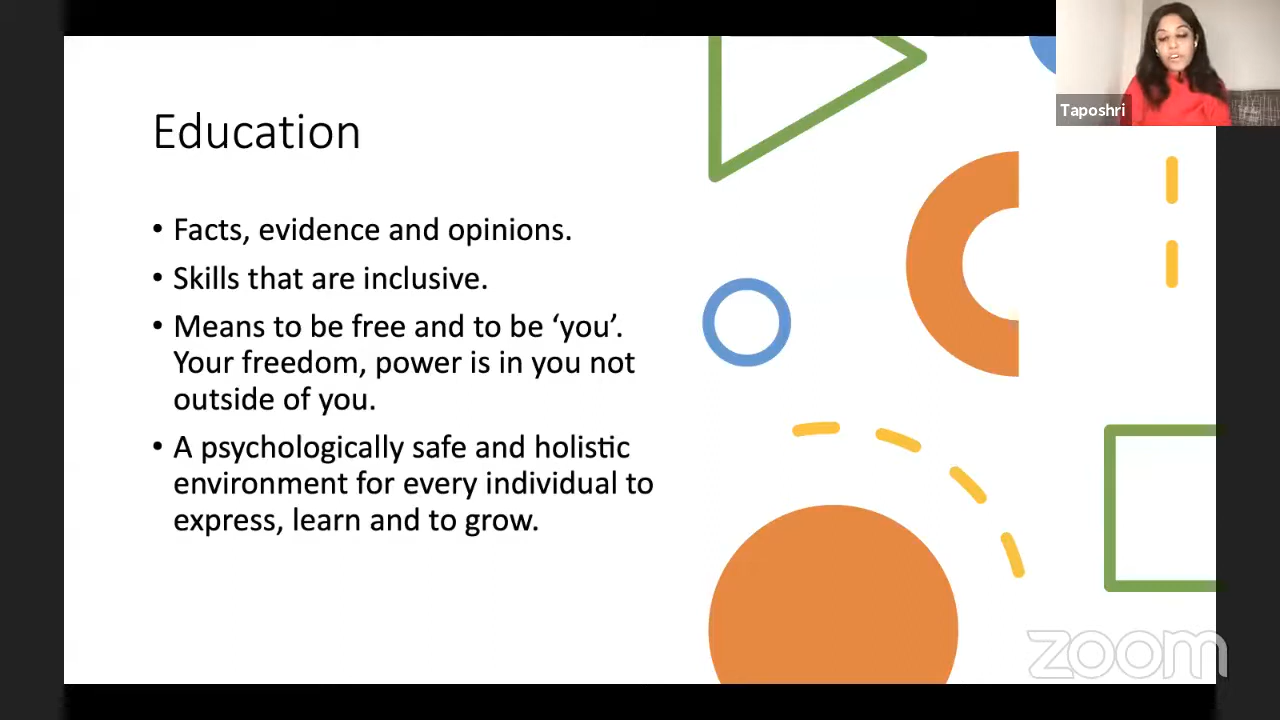 Taposhri
Education
• Facts, evidence and opinions.
• Skills that are inclusive.
• Means to be free and to be ‘you’.
Your freedom, power is in you not
outside of you.
• A psychologically safe and holistic
environment for every individual to
express, learn and to grow.
zoom